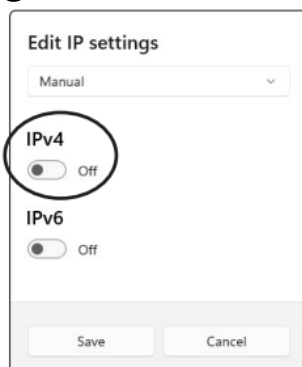 Edit IP settings
Manual
IPv4
Off
IPv6
Off
Save Cancel